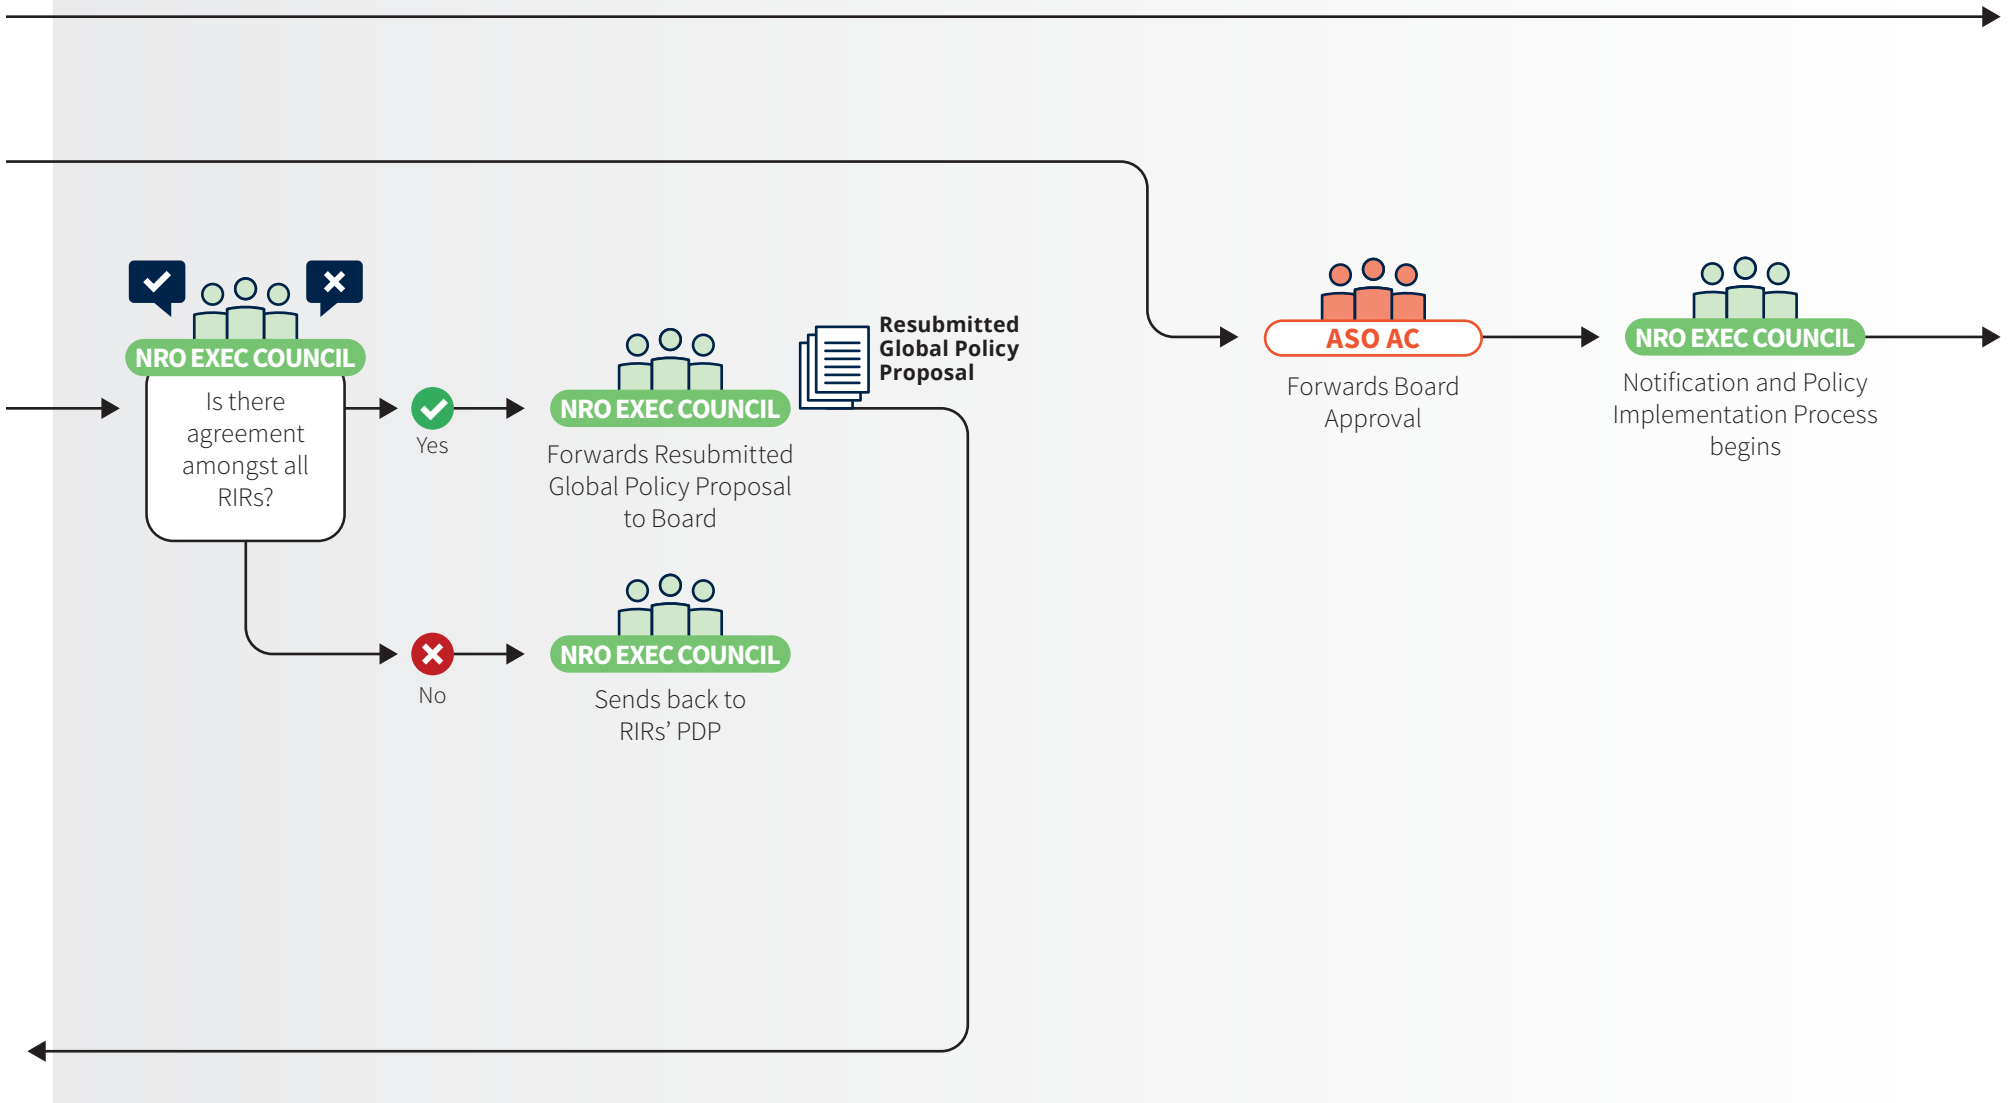 NRO EXEC COUNCIL
Is there
agreement
amongst all
RIRs?
Yes
NRO EXEC COUNCIL
Forwards Resubmitted
Global Policy Proposal
to Board
Resubmitted
Global Policy
Proposal
No
NRO EXEC COUNCIL
Sends back to
RIRs’ PDP
ASO AC
Forwards Board
Approval
NRO EXEC COUNCIL
Notification and Policy
Implementation Process
begins